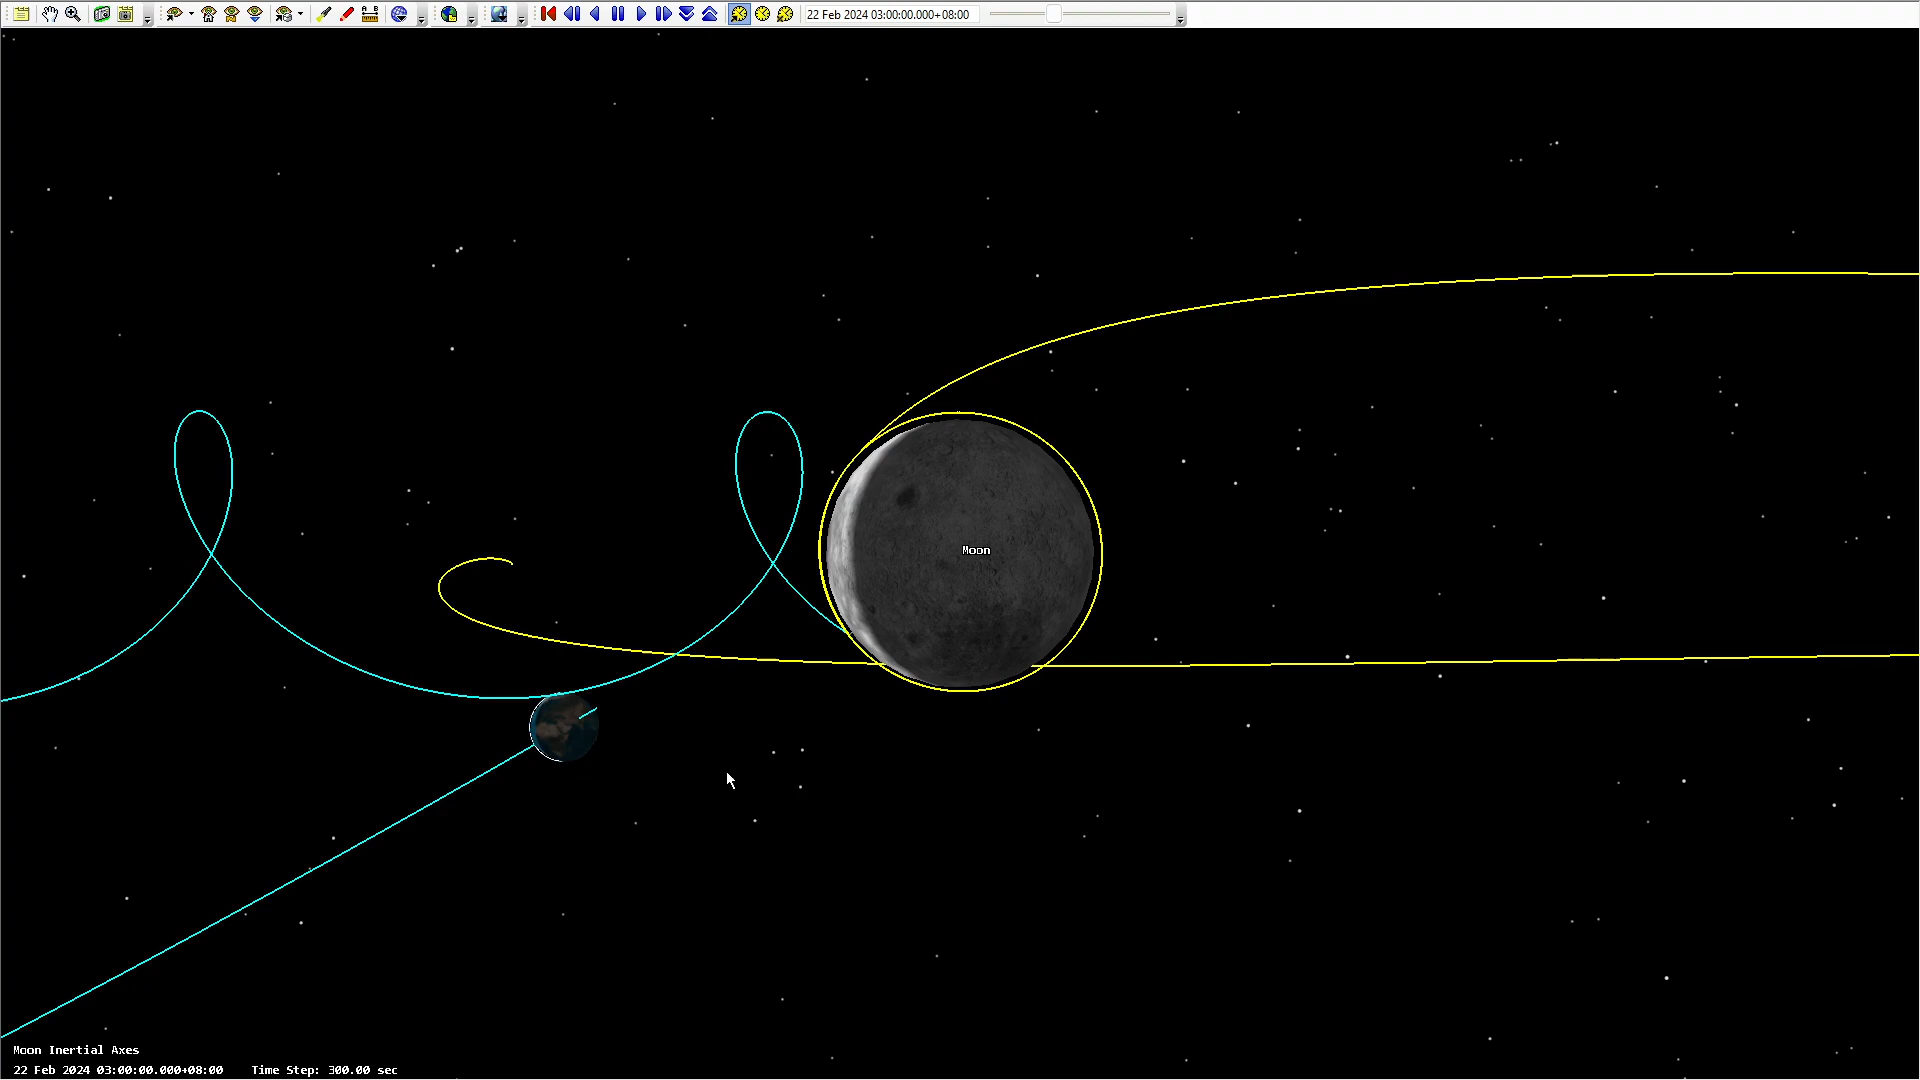 22 Feb 2024 03:00:00.000+08:00
Moon
Moon Inertial Axes
22 Feb 2024 03:00:00.000+08:00 Time Step: 300.00 sec